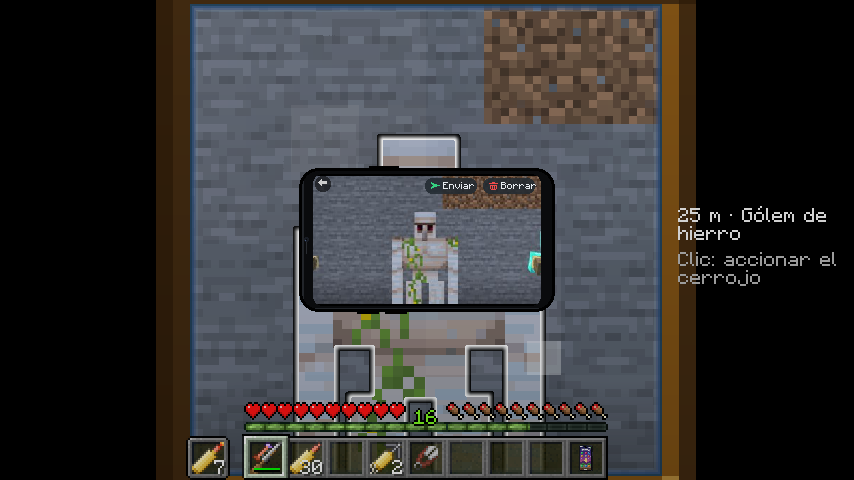 Enviar
Borrar
25 m · Gólem de
hierro
Clic: accionar el
cerrojo
16
7
30
2